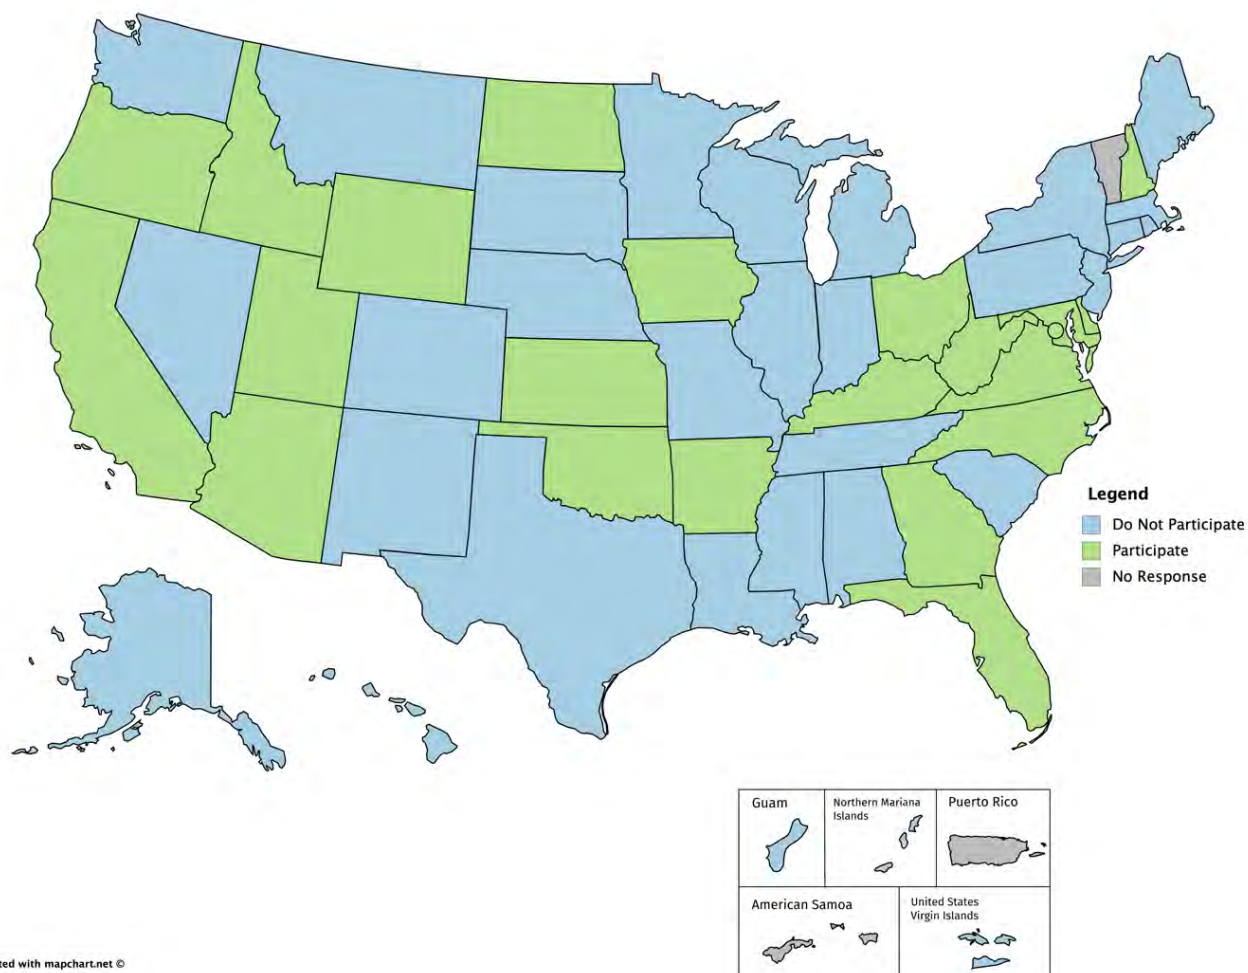 Legend
Do Not Participate
Participate
No Response
Guam
Northern Mariana
Islands
Puerto Rico
American Samoa
United States
Virgin Islands
ted with mapchart.net ©